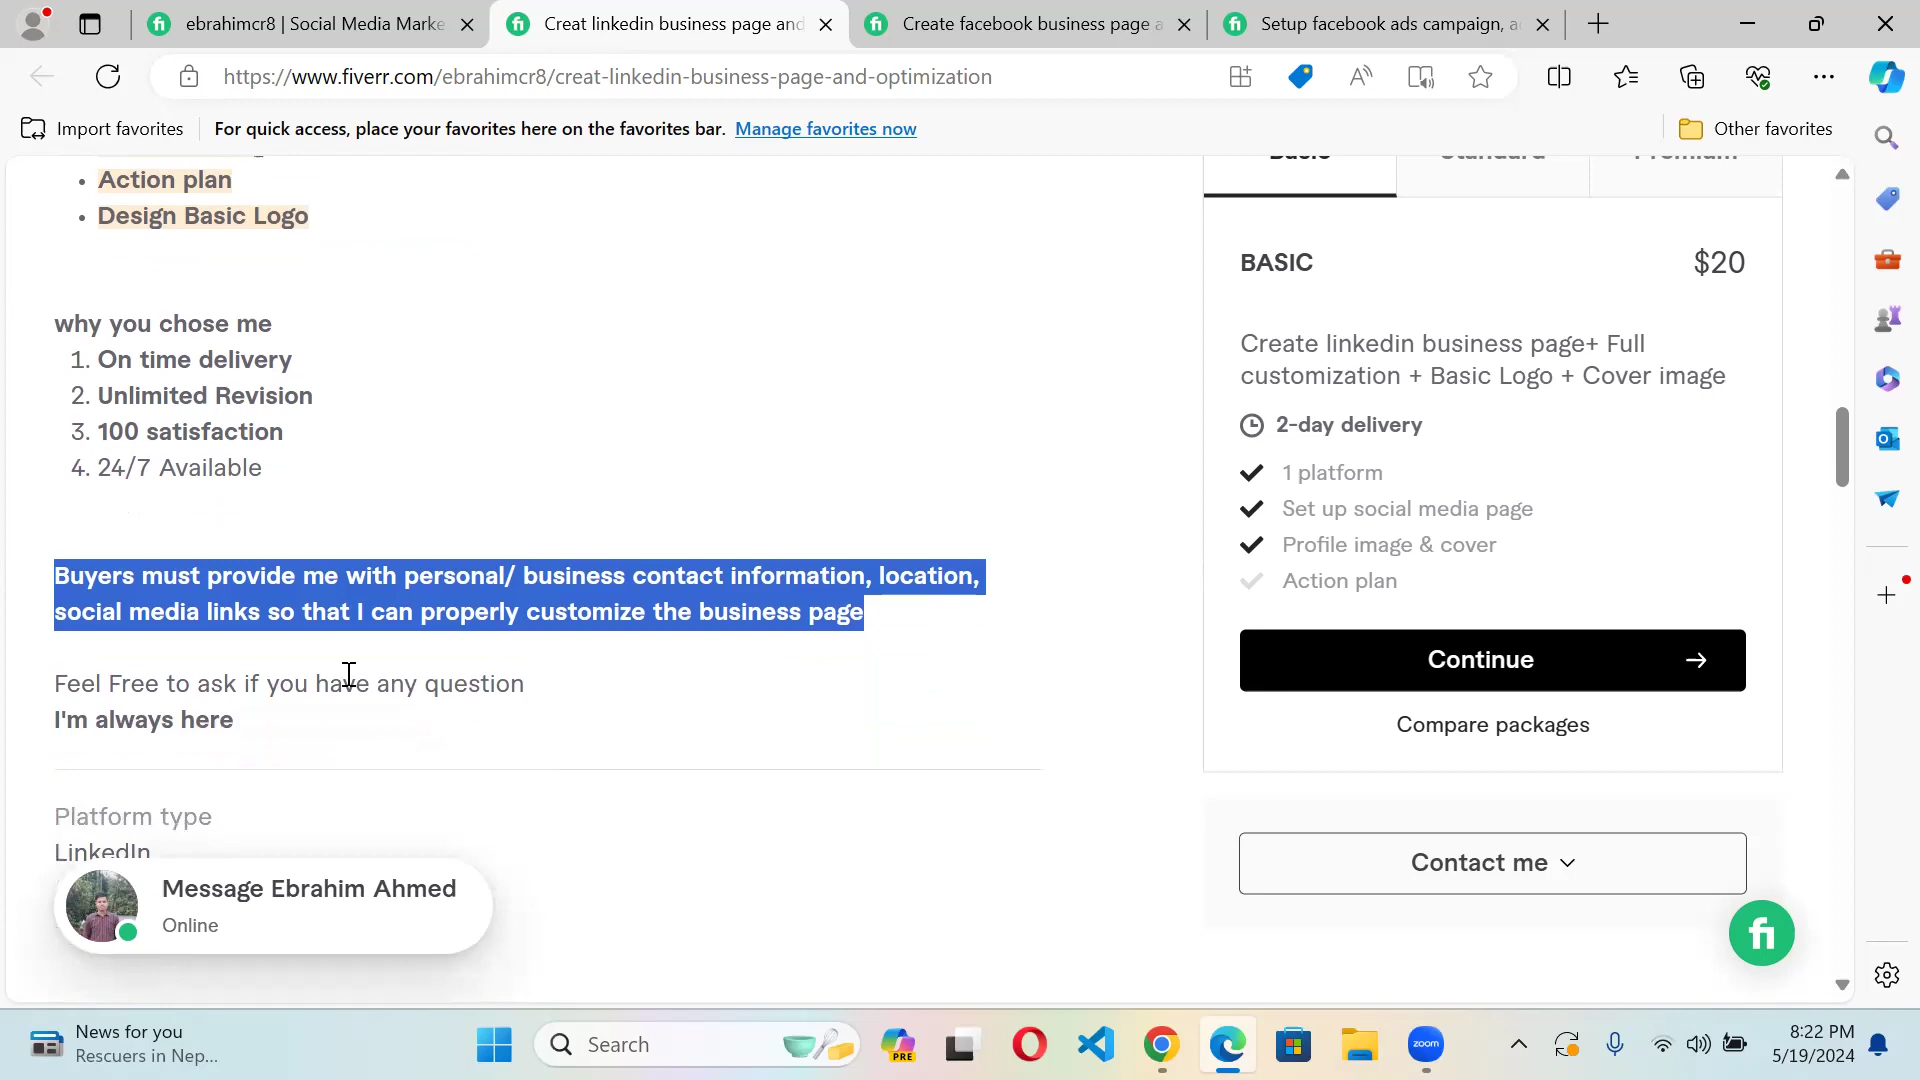 ebrahimcr8 | Social Media Marke
Creat linkedin business page and
Create facebook business page a
Setup facebook ads campaign, a
https://www.fiverr.com/ebrahimcr8/creat-linkedin-business-page-and-optimization
Import favorites
For quick access, place your favorites here on the favorites bar. Manage favorites now
Other favorites
Basic
Standard
Premium
• Action plan
• Design Basic Logo
why you chose me
1. On time delivery
2. Unlimited Revision
3. 100 satisfaction
4. 24/7 Available
Buyers must provide me with personal/ business contact information, location,
social media links so that I can properly customize the business page
Feel Free to ask if you have any question
I'm always here
Platform type
LinkedIn
Message Ebrahim Ahmed
Online
BASIC
$20
Create linkedin business page+ Full
customization + Basic Logo + Cover image
2-day delivery
1 platform
Set up social media page
Profile image & cover
Action plan
Continue
Compare packages
Contact me
fi
News for you
Rescuers in Nep...
Search
PRE
zoom
8:22 PM
5/19/2024